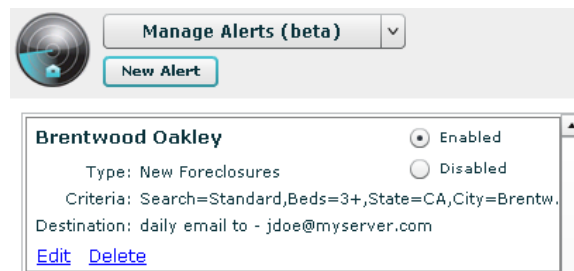 Manage Alerts (beta)
New Alert
Brentwood Oakley
Enabled
Type: New Foreclosures
Disabled
Criteria: Search=Standard,Beds=3+,State=CA,City=Brentw.
Destination: daily email to - jdoe@myserver.com
Edit Delete